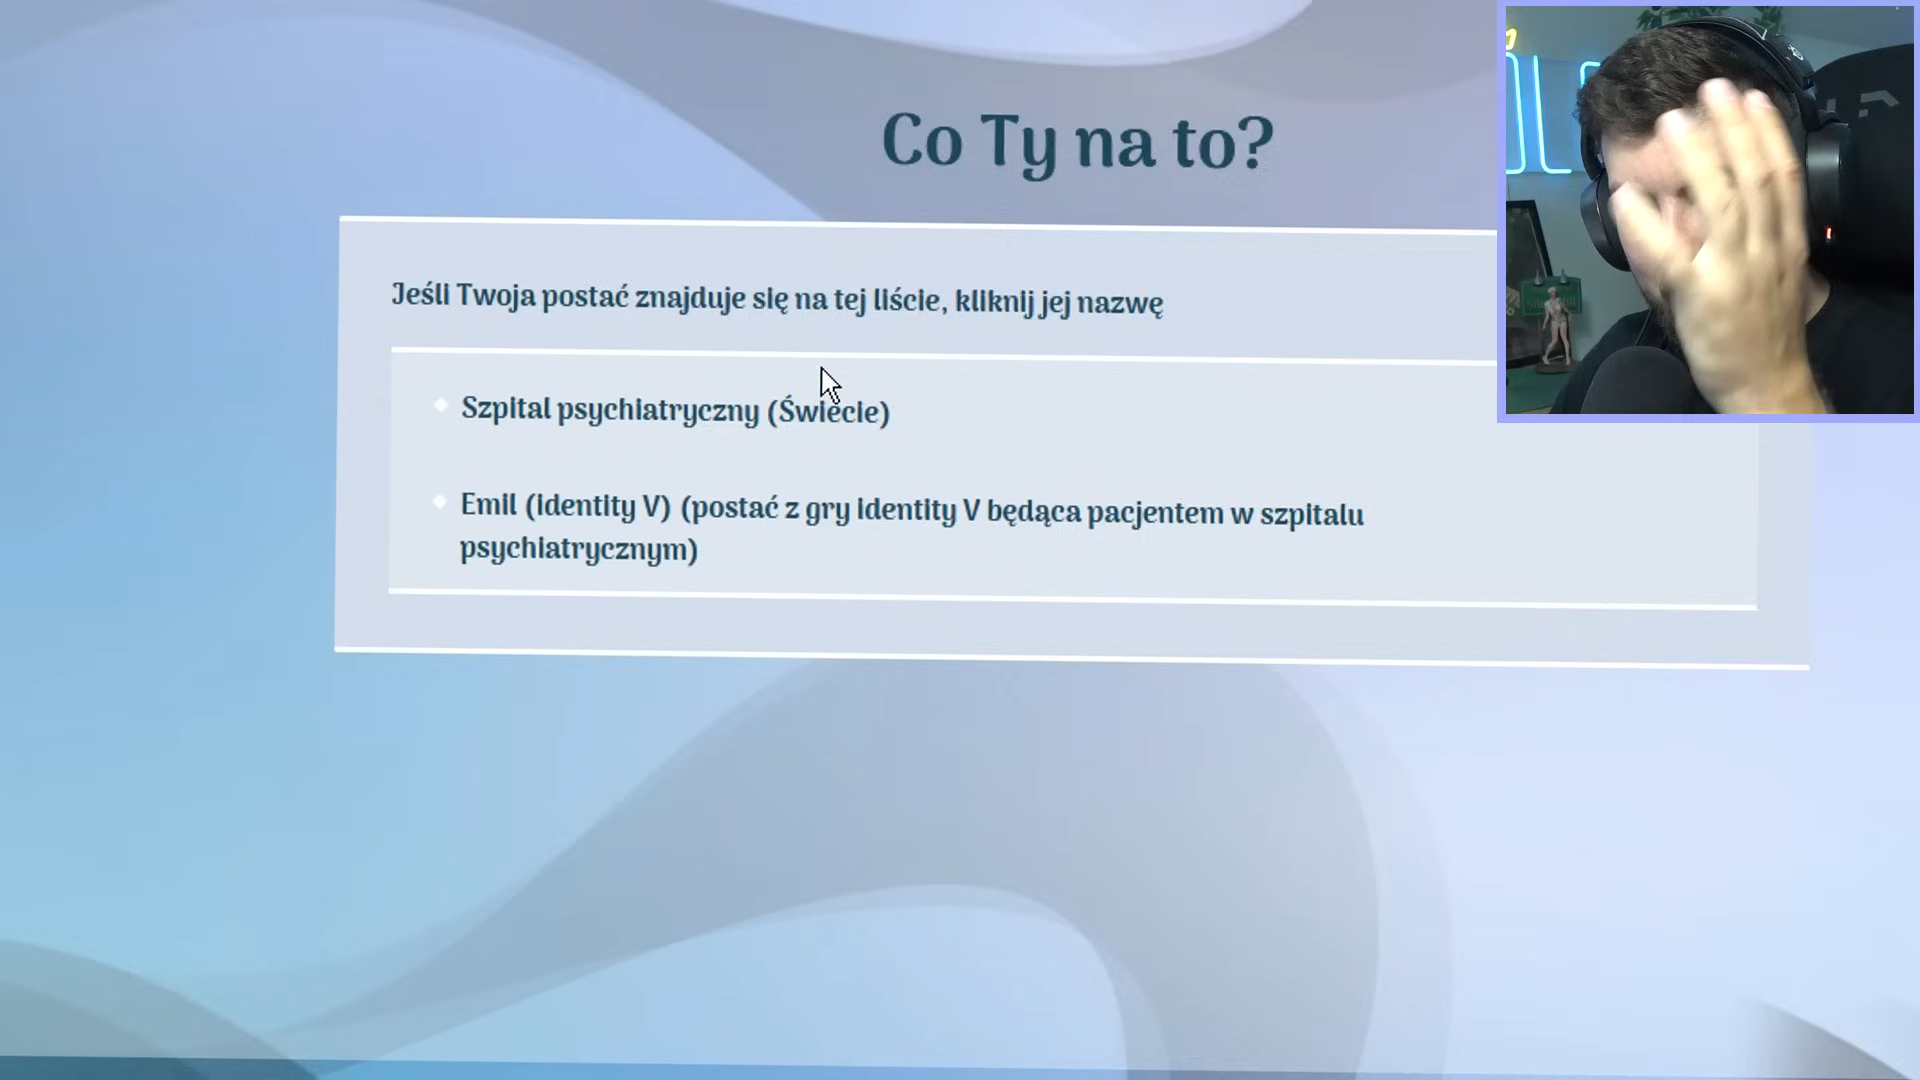 Co Ty na to?
Jeśli Twoja postać znajduje się na tej liście, kliknij jej nazwę
Szpital psychiatryczny (Świecie)
Emil (Identity V) (postać z gry Identity V będąca pacjentem w szpitalu
psychiatrycznym)